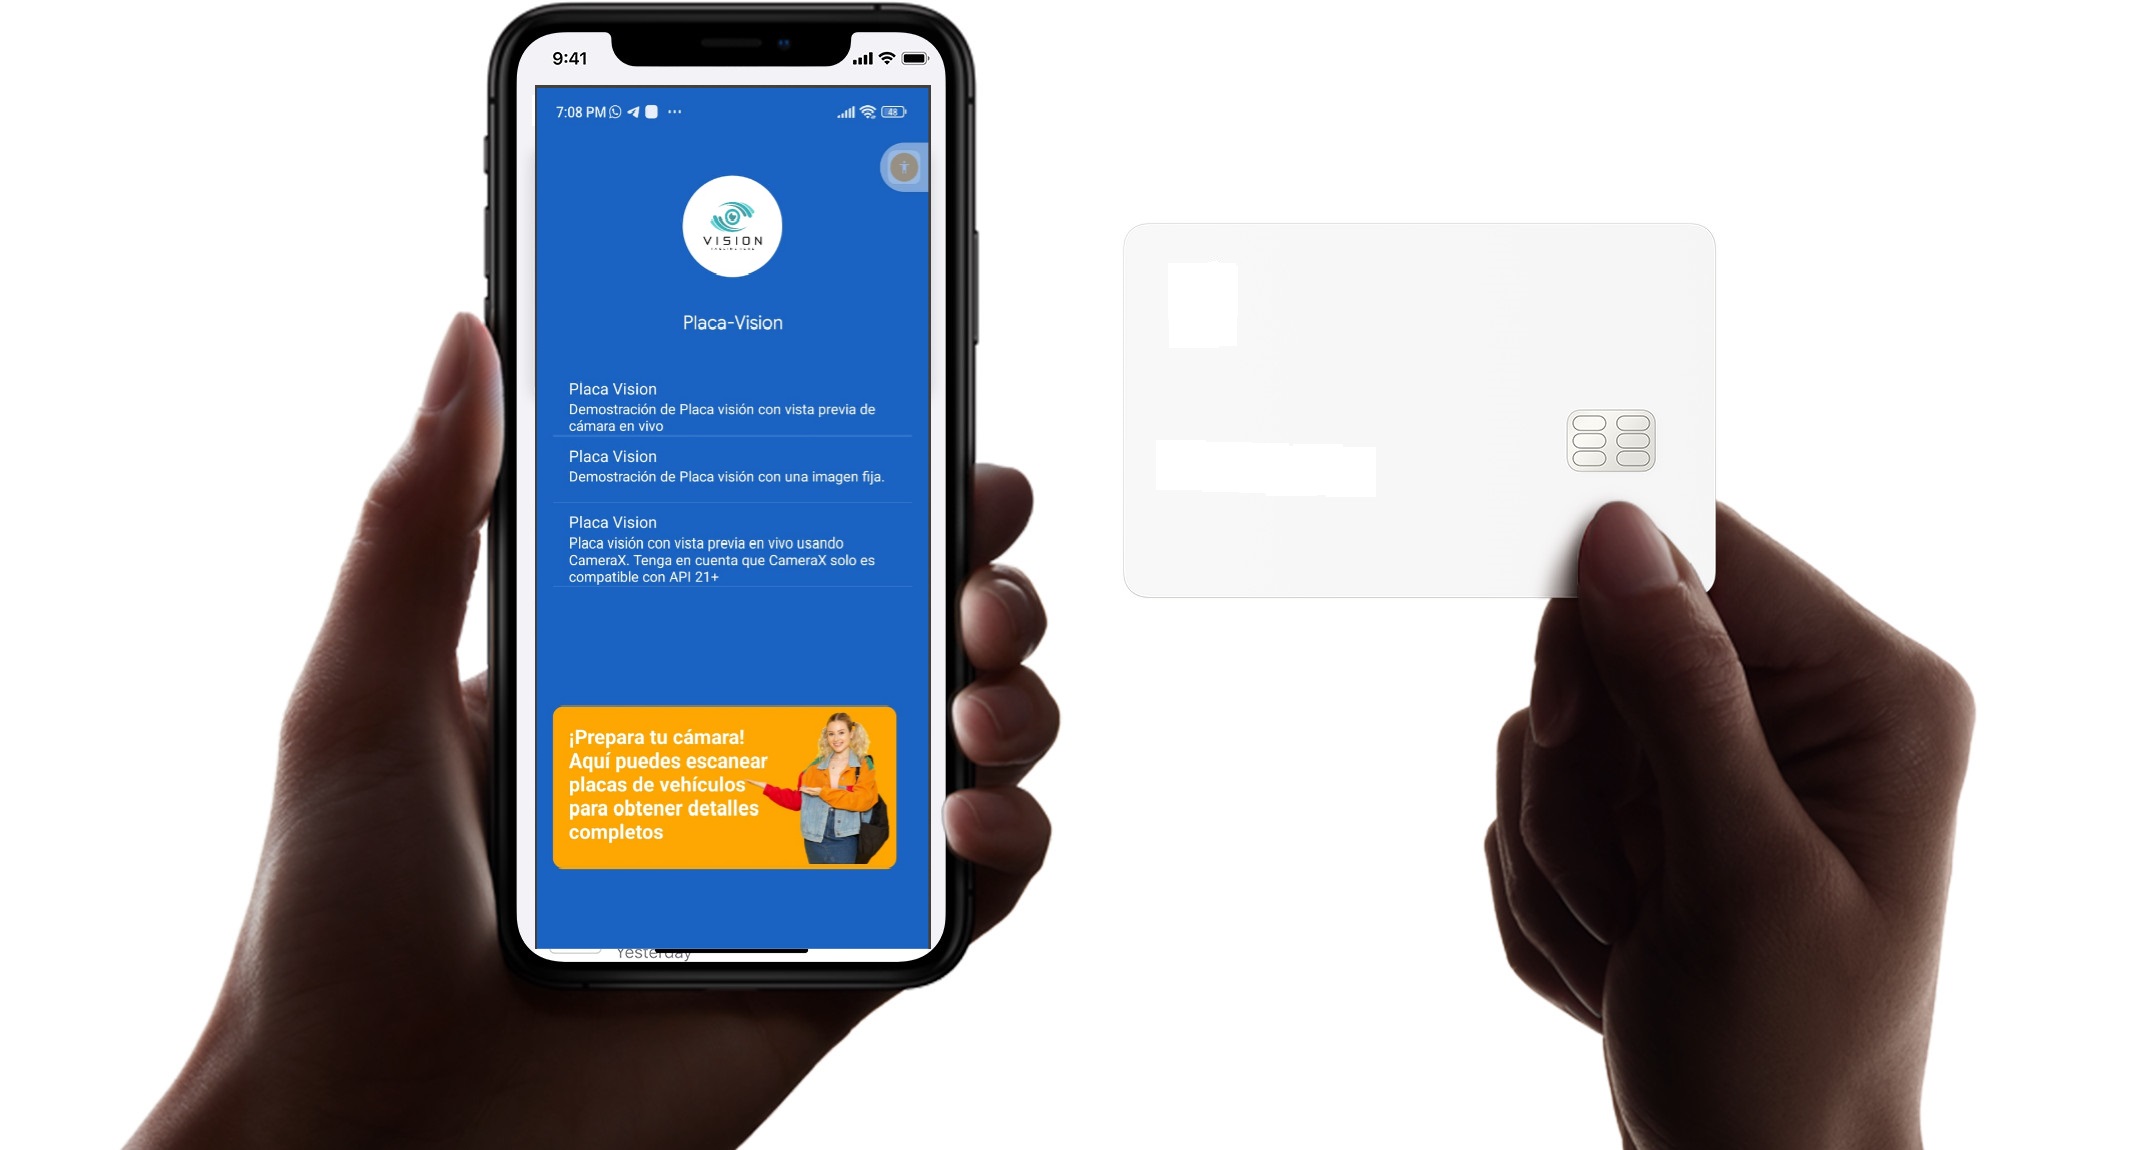 9:41
7:08 PM
48
VISION
Placa-Vision
Placa Vision
Demostración de Placa visión con vista previa de
cámara en vivo
Placa Vision
Demostración de Placa visión con una imagen fija.
Placa Vision
Placa visión con vista previa en vivo usando
CameraX. Tenga en cuenta que CameraX solo es
compatible con API 21+
¡Prepara tu cámara!
Aquí puedes escanear
placas de vehículos
para obtener detalles
completos
Yesterday